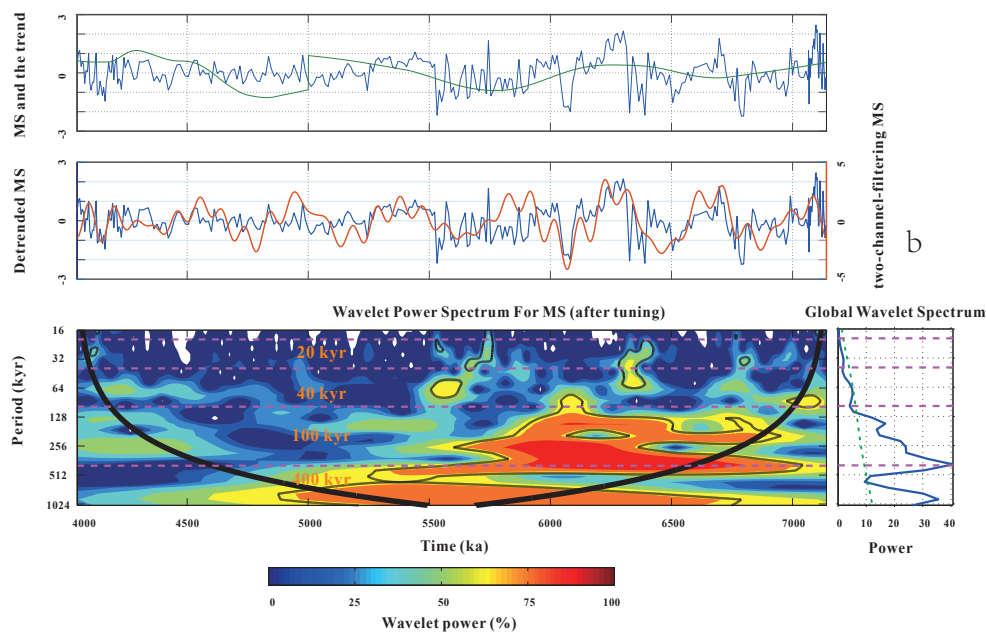 3
0
-3
MS and the trend
3
0
-3
Detrended MS
5
0
-5
two-channel-filtering MS
b
Wavelet Power Spectrum For MS (after tuning)
Global Wavelet Spectrum
16
32
64
128
256
512
1024
Period (kyr)
20 kyr
40 kyr
100 kyr
400 kyr
4000 4500 5000 5500 6000 6500 7000
Time (ka)
0 10 20 30 40
Power
0 25 50 75 100
Wavelet power (%)